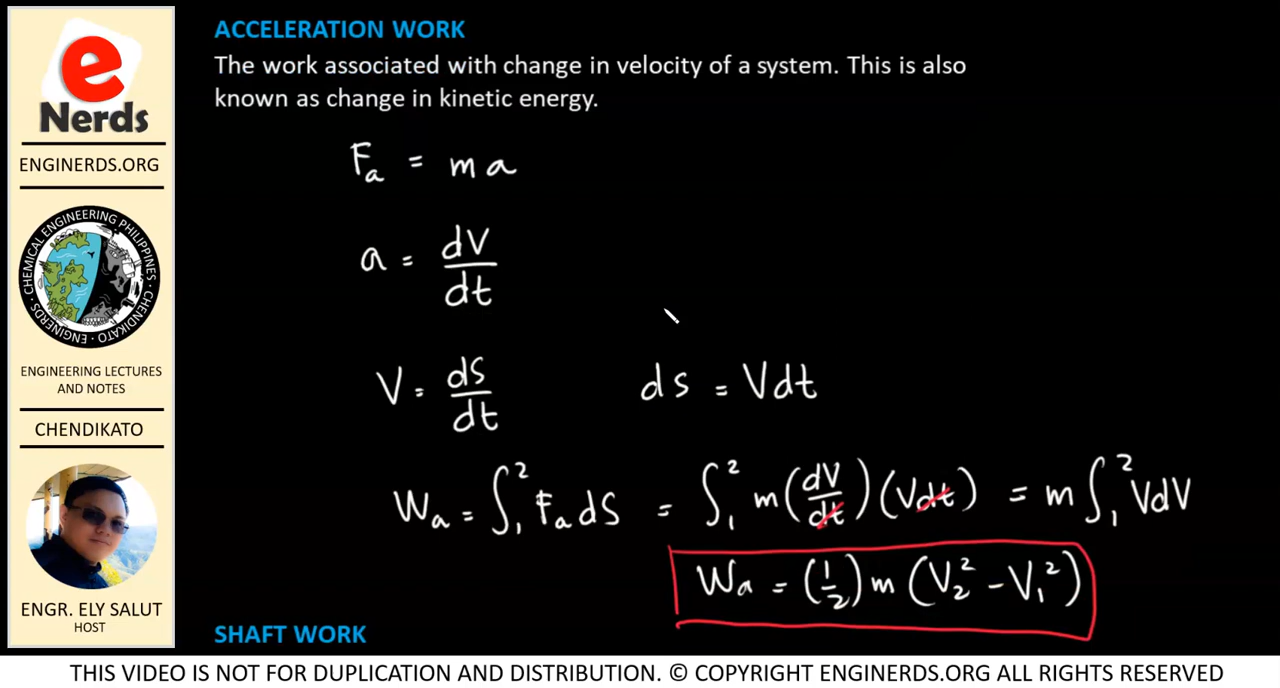 e
Nerds
ENGINERDS.ORG
CHEMICAL ENGINEERING PHILIPPINES · CHENDIKATO · ENGINERDS ·
ENGINEERING LECTURES
AND NOTES
CHENDIKATO
ENGR. ELY SALUT
HOST
ACCELERATION WORK
The work associated with change in velocity of a system. This is also
known as change in kinetic energy.
Fₐ = ma
a = dV/dt
V = ds/dt    ds = Vdt
Wₐ = ∫₁² Fₐ ds = ∫₁² m(dV/dt)(Vdt) = m∫₁² VdV
Wₐ = (1/2) m (V₂² - V₁²)
SHAFT WORK
THIS VIDEO IS NOT FOR DUPLICATION AND DISTRIBUTION. © COPYRIGHT ENGINERDS.ORG ALL RIGHTS RESERVED